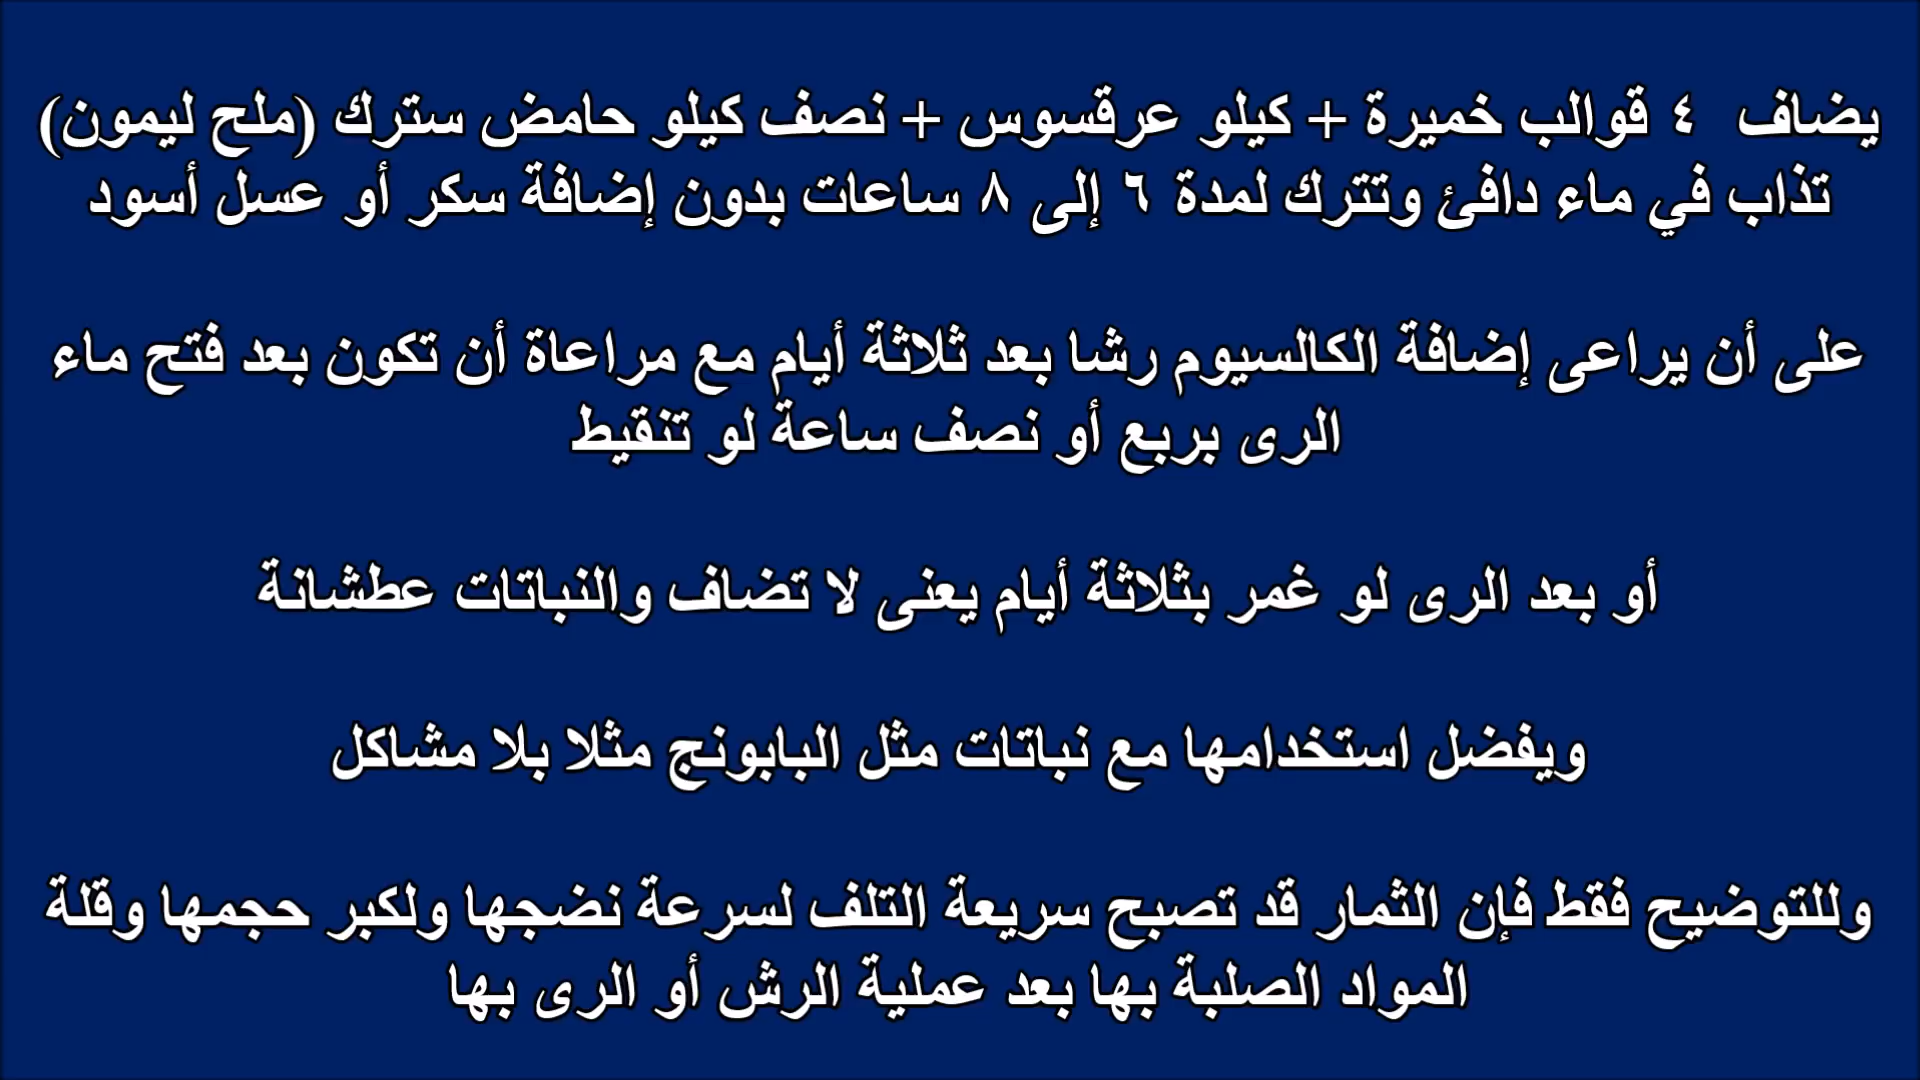 يضاف ٤ قوالب خميرة + كيلو عرقسوس + نصف كيلو حامض سترك (ملح ليمون)
تذاب في ماء دافئ وتترك لمدة ٦ إلى ٨ ساعات بدون إضافة سكر أو عسل أسود
على أن يراعى إضافة الكالسيوم رشا بعد ثلاثة أيام مع مراعاة أن تكون بعد فتح ماء
الرى بربع أو نصف ساعة لو تنقيط
أو بعد الرى لو غمر بثلاثة أيام يعنى لا تضاف والنباتات عطشانة
ويفضل استخدامها مع نباتات مثل البابونج مثلا بلا مشاكل
وللتوضيح فقط فإن الثمار قد تصبح سريعة التلف لسرعة نضجها ولكبر حجمها وقلة
المواد الصلبة بها بعد عملية الرش أو الرى بها